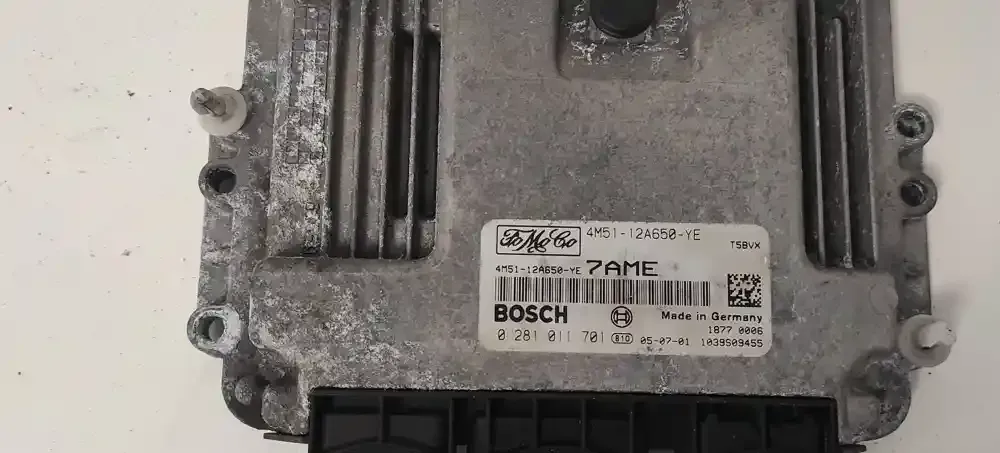 FoMoCo 4M51-12A650-YE
T5BVX
4M51-12A650-YE 7AME
BOSCH Made in Germany
1877 0006
0 281 011 701 810 05-07-01 1039S09455